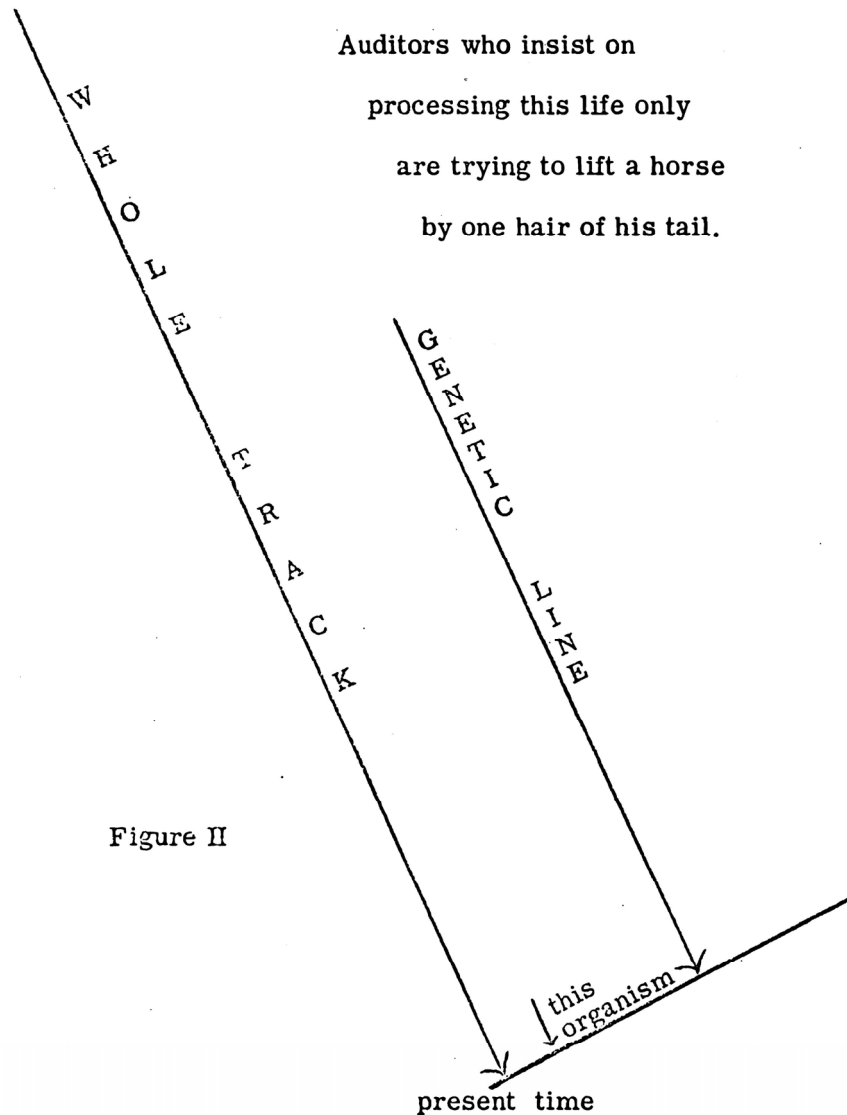 Auditors who insist on
processing this life only
are trying to lift a horse
by one hair of his tail.
WHOLE TRACK
GENETIC LINE
Figure II
this
organism
present time